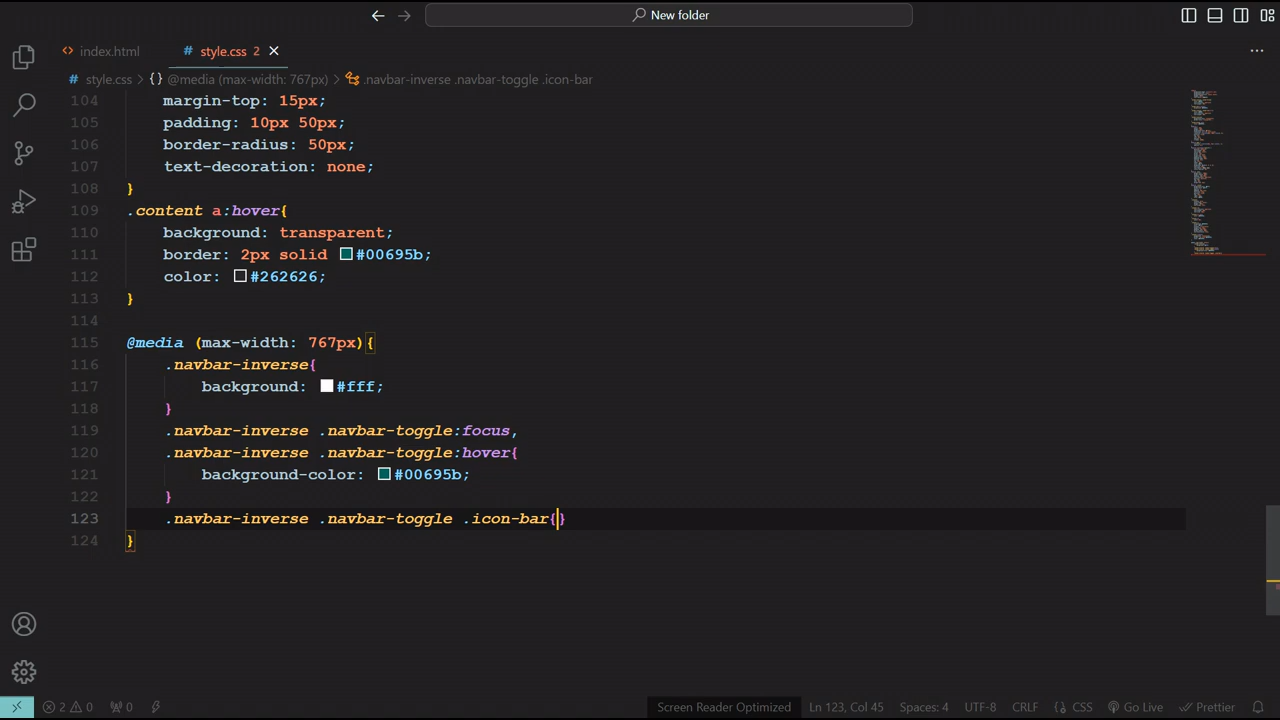 New folder
index.html
style.css 2
style.css > {} @media (max-width: 767px) > .navbar-inverse .navbar-toggle .icon-bar
104 margin-top: 15px;
105 padding: 10px 50px;
106 border-radius: 50px;
107 text-decoration: none;
108 }
109 .content a:hover{
110 background: transparent;
111 border: 2px solid #00695b;
112 color: #262626;
113 }
114
115 @media (max-width: 767px){
116 .navbar-inverse{
117 background: #fff;
118 }
119 .navbar-inverse .navbar-toggle:focus,
120 .navbar-inverse .navbar-toggle:hover{
121 background-color: #00695b;
122 }
123 .navbar-inverse .navbar-toggle .icon-bar{}
124 }
2 0 0 Screen Reader Optimized Ln 123, Col 45 Spaces: 4 UTF-8 CRLF {} CSS Go Live Prettier